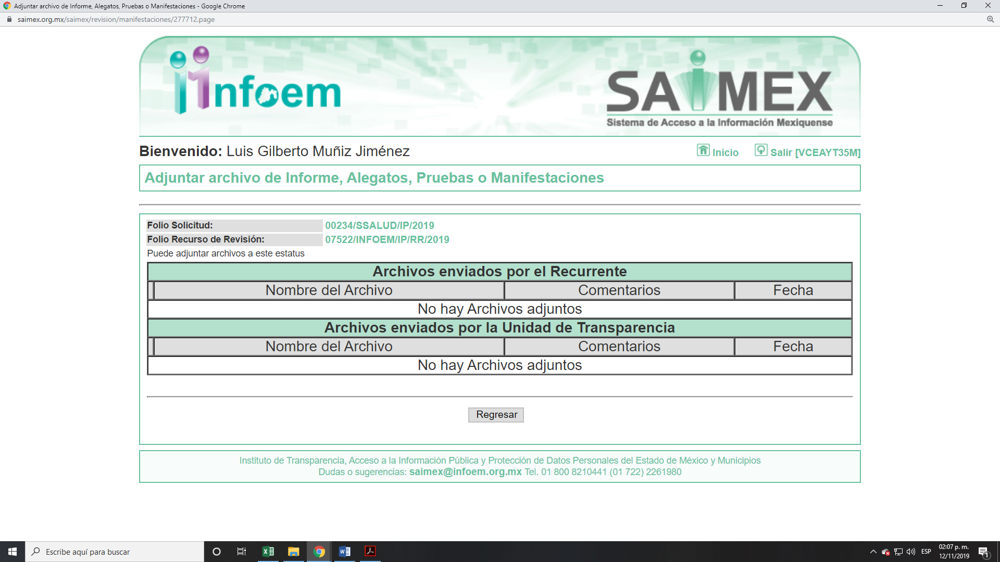 Adjuntar archivo de Informe, Alegatos, Pruebas o Manifestaciones - Google Chrome
saimex.org.mx/saimex/revision/manifestaciones/277712.page
infoem
SAIMEX
Sistema de Acceso a la Información Mexiquense
Bienvenido: Luis Gilberto Muñiz Jiménez
Inicio
Salir [VCEAYT35M]
Adjuntar archivo de Informe, Alegatos, Pruebas o Manifestaciones
Folio Solicitud: 00234/SSALUD/IP/2019
Folio Recurso de Revisión: 07522/INFOEM/IP/RR/2019
Puede adjuntar archivos a este estatus
Archivos enviados por el Recurrente
Nombre del Archivo Comentarios Fecha
No hay Archivos adjuntos
Archivos enviados por la Unidad de Transparencia
Nombre del Archivo Comentarios Fecha
No hay Archivos adjuntos
Regresar
Instituto de Transparencia, Acceso a la Información Pública y Protección de Datos Personales del Estado de México y Municipios
Dudas o sugerencias: saimex@infoem.org.mx Tel. 01 800 8210441 (01 722) 2261980
Escribe aquí para buscar
ESP
02:07 p. m.
12/11/2019
1